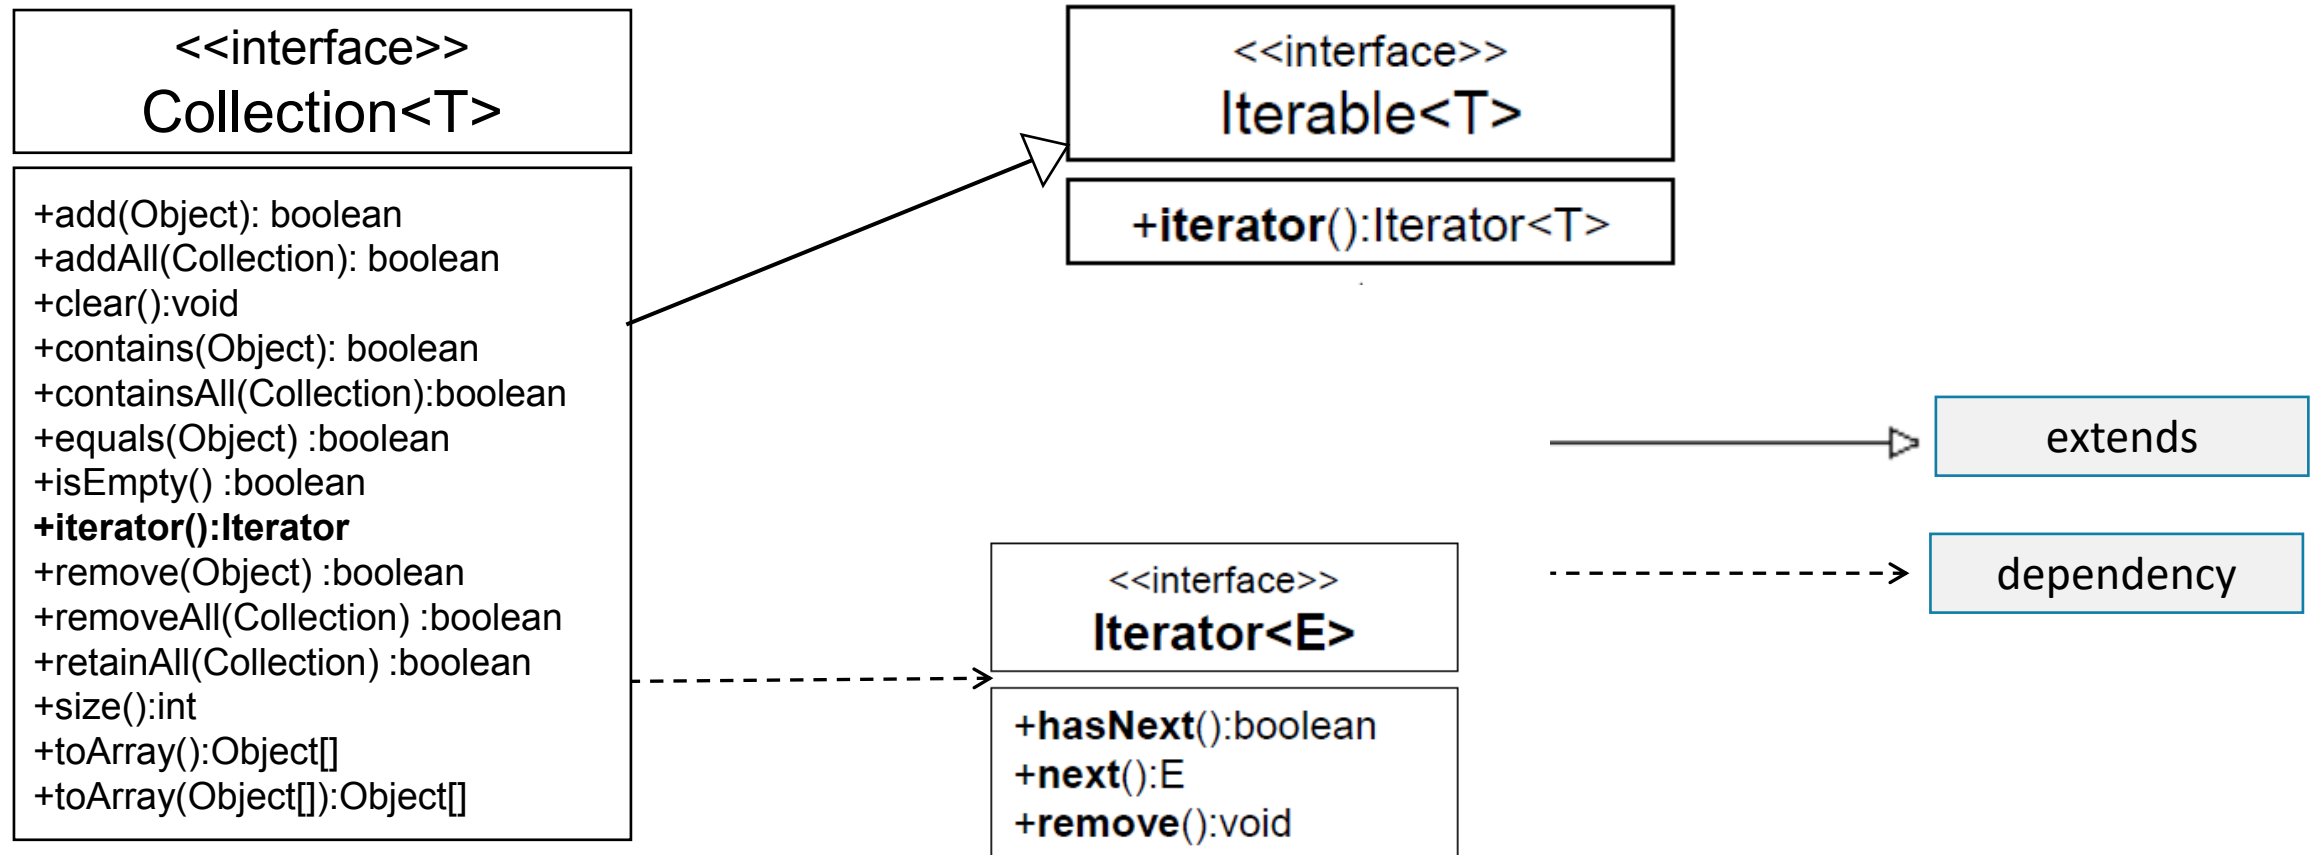 <<interface>>
Collection<T>
+add(Object): boolean
+addAll(Collection): boolean
+clear():void
+contains(Object): boolean
+containsAll(Collection):boolean
+equals(Object) :boolean
+isEmpty() :boolean
+iterator():Iterator
+remove(Object) :boolean
+removeAll(Collection) :boolean
+retainAll(Collection) :boolean
+size():int
+toArray():Object[]
+toArray(Object[]):Object[]
<<interface>>
Iterable<T>
+iterator():Iterator<T>
extends
dependency
<<interface>>
Iterator<E>
+hasNext():boolean
+next():E
+remove():void